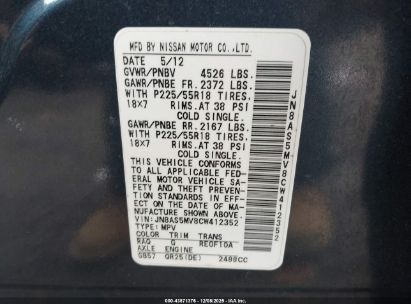 MFD BY NISSAN MOTOR CO.,LTD.
DATE 5/12
GVWR/PNBV 4526 LBS.
GAWR/PNBE FR. 2372 LBS.
WITH P225/55R18 TIRES,
18x7 RIMS. AT 38 PSI
COLD SINGLE.
GAWR/PNBE RR. 2167 LBS.
WITH P225/55R18 TIRES,
18x7 RIMS. AT 38 PSI
COLD SINGLE.
THIS VEHICLE CONFORMS
TO ALL APPLICABLE FED-
ERAL MOTOR VEHICLE SA-
FETY AND THEFT PREVEN-
TION STANDARDS IN EFF-
ECT ON THE DATE OF MA-
NUFACTURE SHOWN ABOVE.
VIN: JN8AS5MV8CW412352
TYPE: MPV
COLOR TRIM TRANS
RAQ G RE0F10A
AXLE ENGINE
GB57 QR25(DE) 2488CC
JN8AS5MV8CW412352
000-43871376 - 12/08/2025 - IAAHOLDINGS